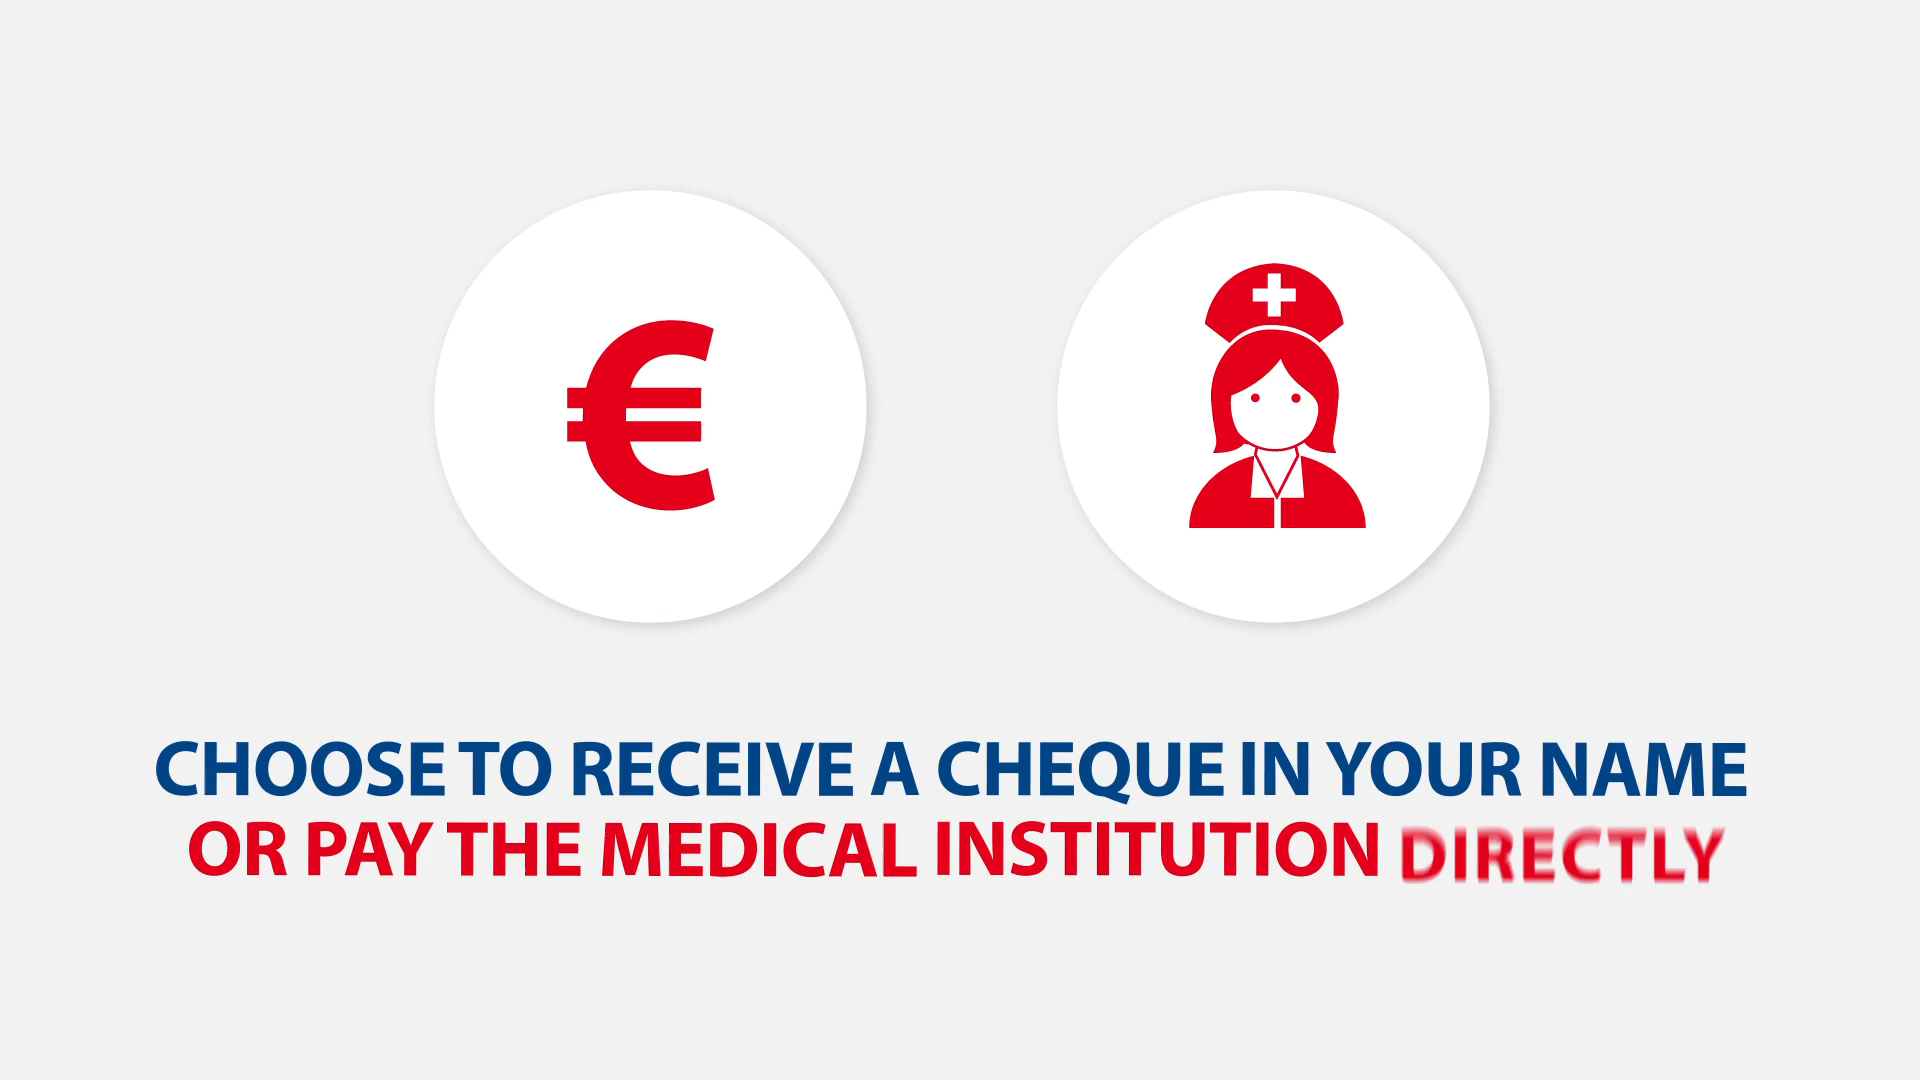 €
CHOOSE TO RECEIVE A CHEQUE IN YOUR NAME
OR PAY THE MEDICAL INSTITUTION DIRECTLY